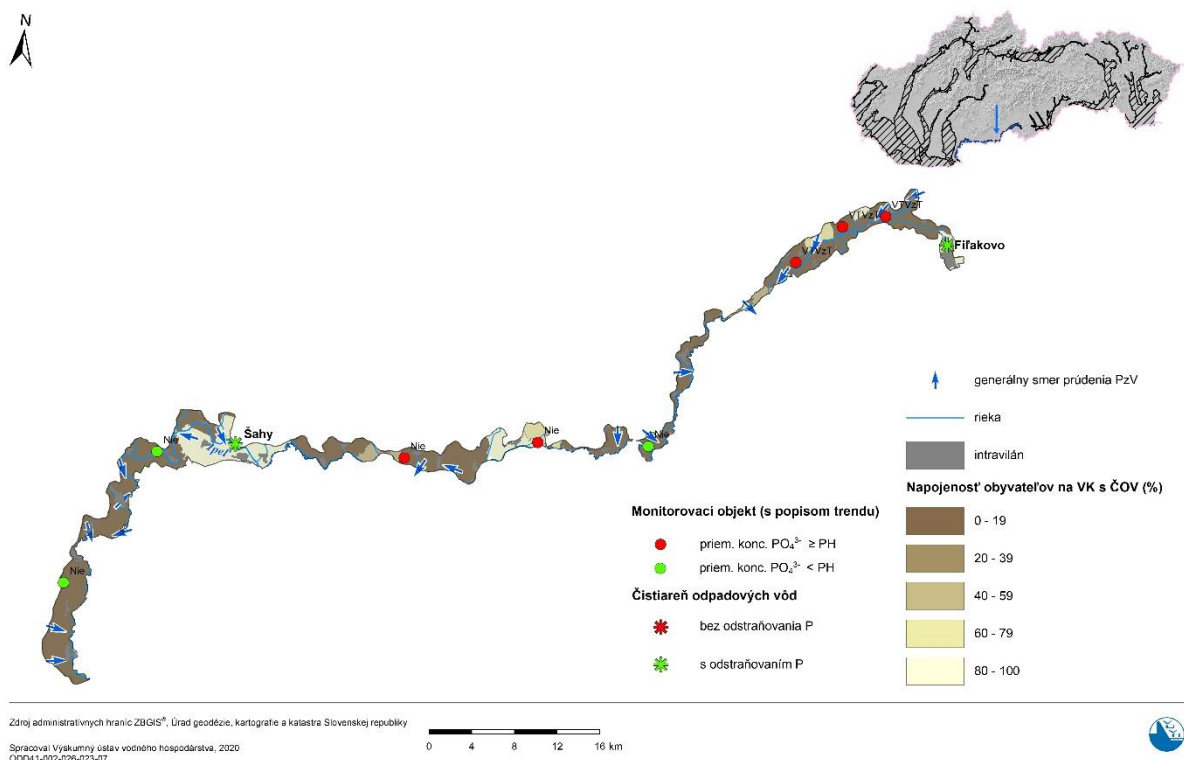 N
VTVzT
VTVzT
VTVzT
Fiľakovo
Nie
Šahy
Ipeľ
Nie
Nie
Nie
Nie
generálny smer prúdenia PzV
rieka
intravilán
Napojenosť obyvateľov na VK s ČOV (%)
0 - 19
20 - 39
40 - 59
60 - 79
80 - 100
Monitorovací objekt (s popisom trendu)
priem. konc. PO₄³⁻ ≥ PH
priem. konc. PO₄³⁻ < PH
Čistiareň odpadových vôd
bez odstraňovania P
s odstraňovaním P
Zdroj administratívnych hraníc ZBGIS®, Úrad geodézie, kartografie a katastra Slovenskej republiky
Spracoval Výskumný ústav vodného hospodárstva, 2020
0 4 8 12 16 km